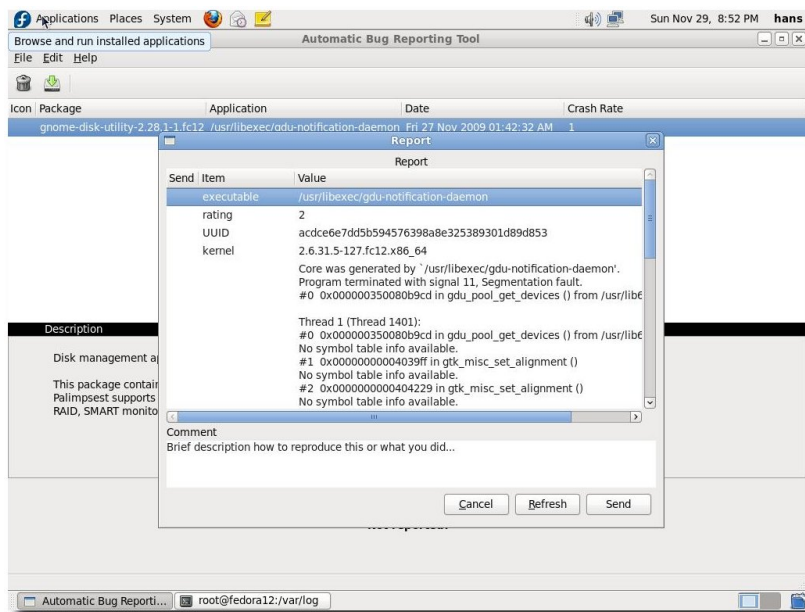 Applications Places System Sun Nov 29, 8:52 PM hans
Browse and run installed applications
Automatic Bug Reporting Tool
File Edit Help
Icon Package Application Date Crash Rate
gnome-disk-utility-2.28.1-1.fc12 /usr/libexec/gdu-notification-daemon Fri 27 Nov 2009 01:42:32 AM 1
Report
Report
Send Item Value
executable /usr/libexec/gdu-notification-daemon
rating 2
UUID acdce6e7dd5b594576398a8e325389301d89d853
kernel 2.6.31.5-127.fc12.x86_64
Core was generated by `/usr/libexec/gdu-notification-daemon'.
Program terminated with signal 11, Segmentation fault.
#0 0x000000350080b9cd in gdu_pool_get_devices () from /usr/lib6
Thread 1 (Thread 1401):
#0 0x000000350080b9cd in gdu_pool_get_devices () from /usr/lib6
No symbol table info available.
#1 0x00000000004039ff in gtk_misc_set_alignment ()
No symbol table info available.
#2 0x0000000000404229 in gtk_misc_set_alignment ()
No symbol table info available.
Description
Disk management ap
This package contain
Palimpsest supports
RAID, SMART monito
Comment
Brief description how to reproduce this or what you did...
Cancel Refresh Send
Automatic Bug Reporti... root@fedora12:/var/log